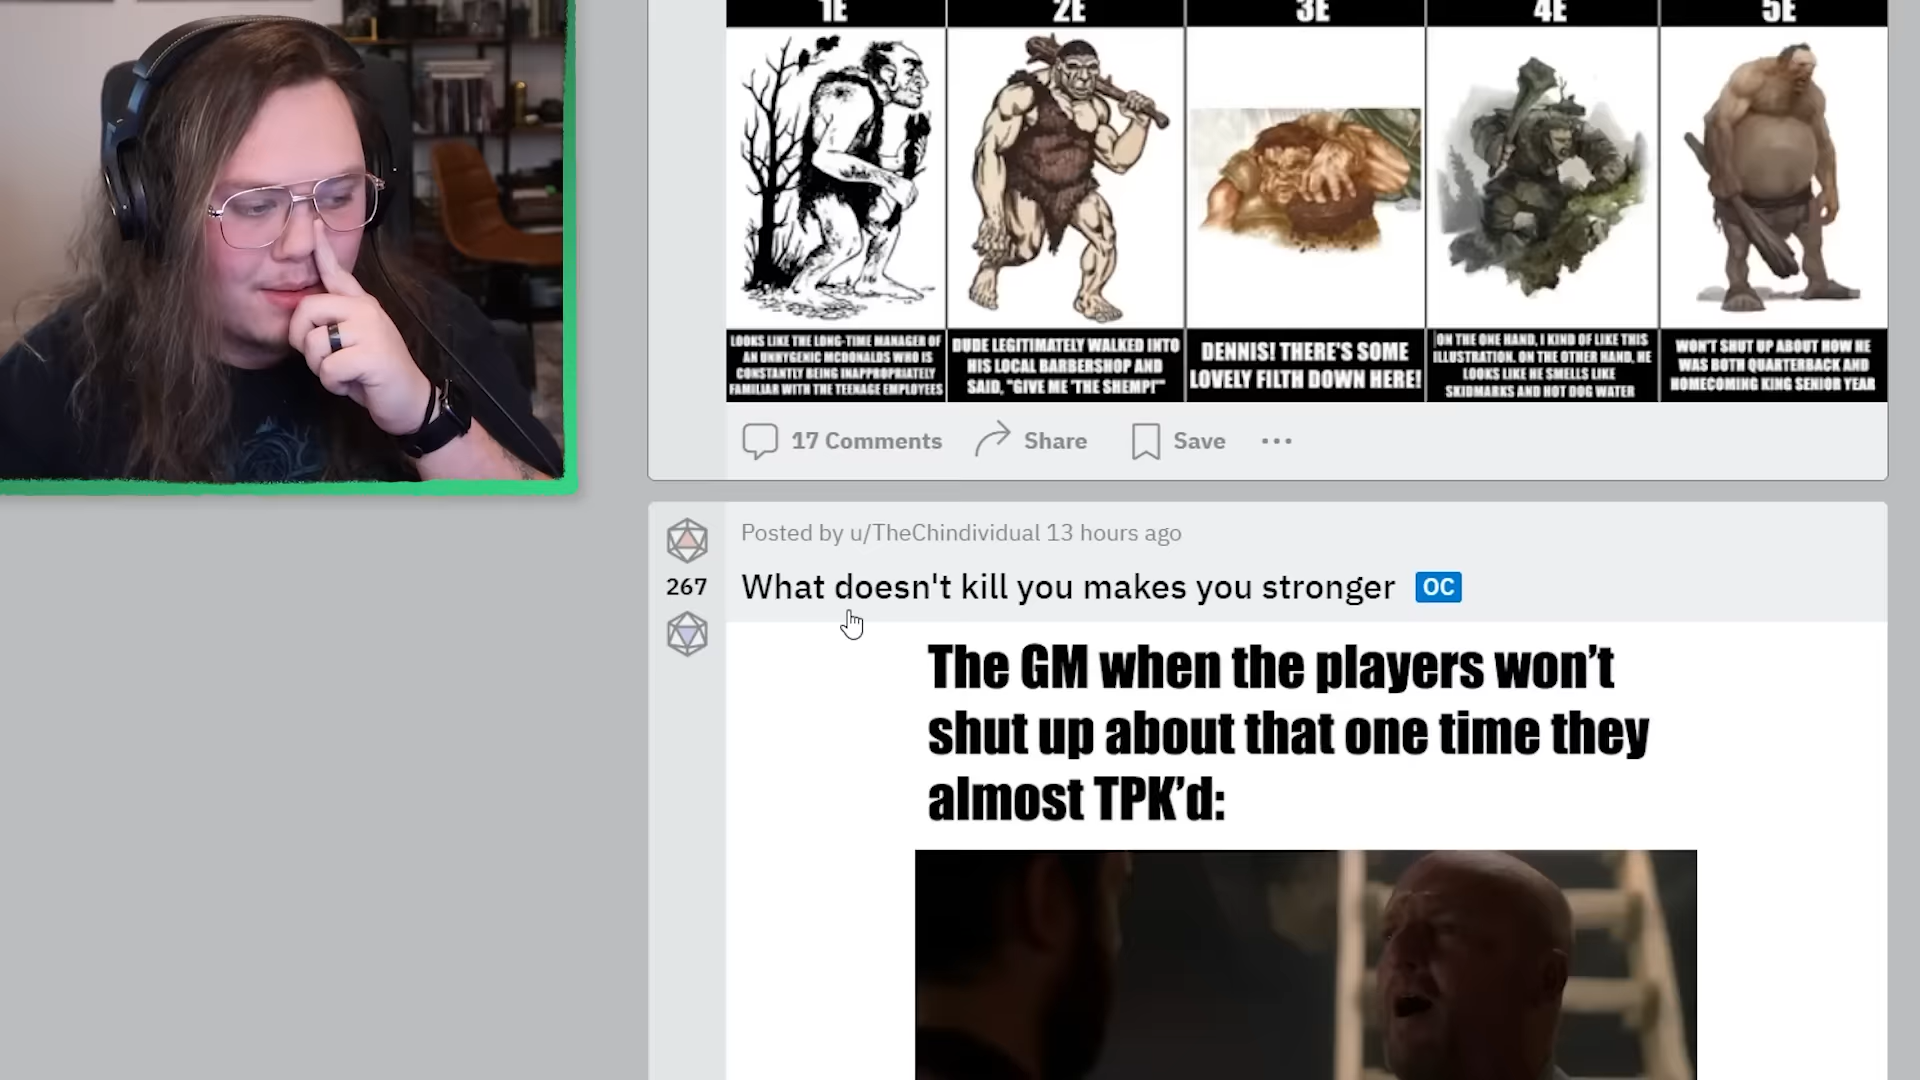 1E 2E 3E 4E 5E
LOOKS LIKE THE LONG-TIME MANAGER OF
AN UNHYGENIC MCDONALDS WHO IS
CONSTANTLY BEING INAPPROPRIATELY
FAMILIAR WITH THE TEENAGE EMPLOYEES
DUDE LEGITIMATELY WALKED INTO
HIS LOCAL BARBERSHOP AND
SAID, "GIVE ME 'THE SHEMP!'"
DENNIS! THERE'S SOME
LOVELY FILTH DOWN HERE!
ON THE ONE HAND, I KIND OF LIKE THIS
ILLUSTRATION. ON THE OTHER HAND, HE
LOOKS LIKE HE SMELLS LIKE
SKIDMARKS AND HOT DOG WATER
WON'T SHUT UP ABOUT HOW HE
WAS BOTH QUARTERBACK AND
HOMECOMING KING SENIOR YEAR
17 Comments Share Save
Posted by u/TheChindividual 13 hours ago
267 What doesn't kill you makes you stronger OC
The GM when the players won't
shut up about that one time they
almost TPK'd: